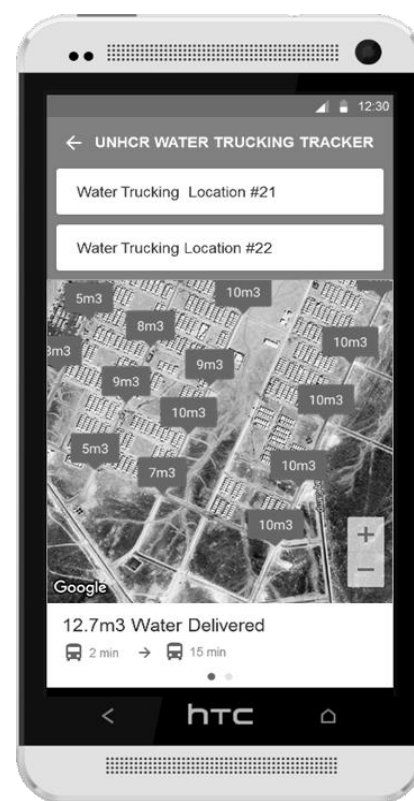 12:30
UNHCR WATER TRUCKING TRACKER
Water Trucking Location #21
Water Trucking Location #22
10m3
5m3
8m3
10m3
3m3
9m3
9m3
10m3
10m3
5m3
7m3
10m3
10m3
+
−
Google
12.7m3 Water Delivered
2 min → 15 min
hTC